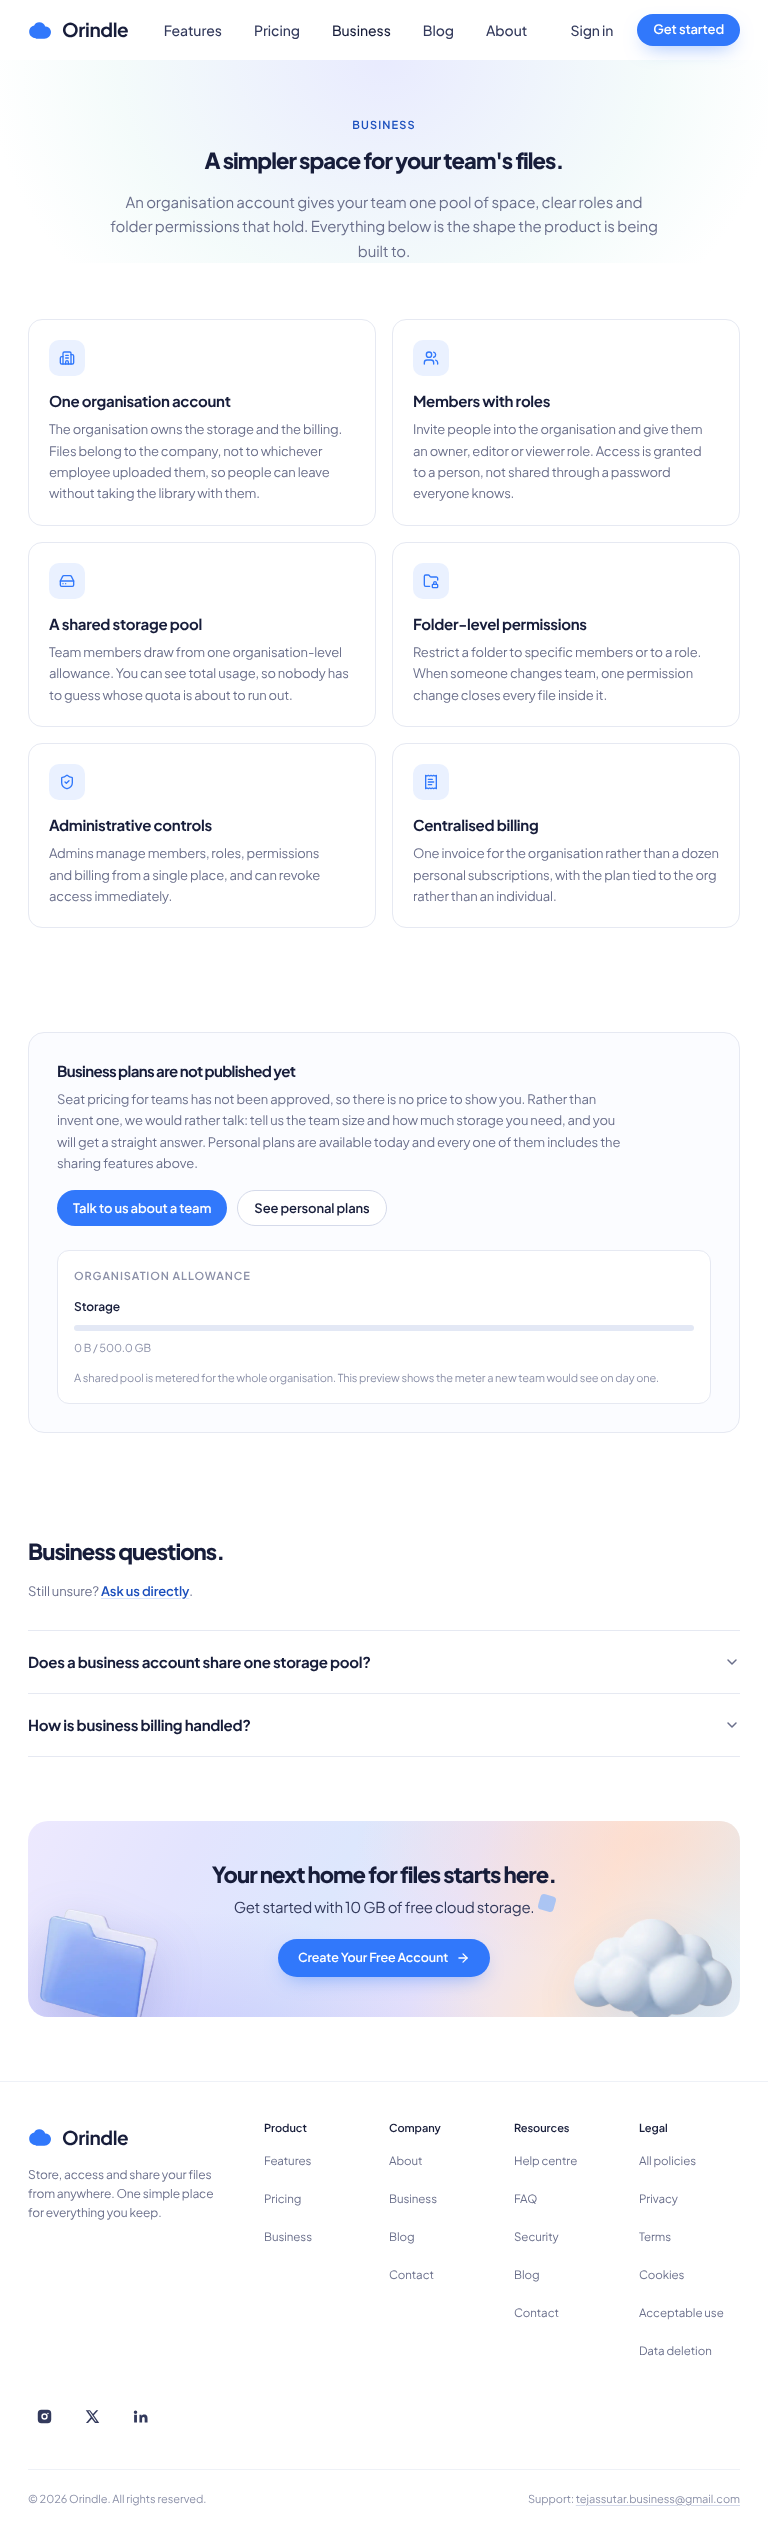 Orindle
Features
Pricing
Business
Blog
About
Sign in
Get started
BUSINESS
A simpler space for your team's files.
An organisation account gives your team one pool of space, clear roles and
folder permissions that hold. Everything below is the shape the product is being
built to.
One organisation account
The organisation owns the storage and the billing.
Files belong to the company, not to whichever
employee uploaded them, so people can leave
without taking the library with them.
Members with roles
Invite people into the organisation and give them
an owner, editor or viewer role. Access is granted
to a person, not shared through a password
everyone knows.
A shared storage pool
Team members draw from one organisation-level
allowance. You can see total usage, so nobody has
to guess whose quota is about to run out.
Folder-level permissions
Restrict a folder to specific members or to a role.
When someone changes team, one permission
change closes every file inside it.
Administrative controls
Admins manage members, roles, permissions
and billing from a single place, and can revoke
access immediately.
Centralised billing
One invoice for the organisation rather than a dozen
personal subscriptions, with the plan tied to the org
rather than an individual.
Business plans are not published yet
Seat pricing for teams has not been approved, so there is no price to show you. Rather than
invent one, we would rather talk: tell us the team size and how much storage you need, and you
will get a straight answer. Personal plans are available today and every one of them includes the
sharing features above.
Talk to us about a team
See personal plans
ORGANISATION ALLOWANCE
Storage
0 B / 500.0 GB
A shared pool is metered for the whole organisation. This preview shows the meter a new team would see on day one.
Business questions.
Still unsure? Ask us directly.
Does a business account share one storage pool?
How is business billing handled?
Your next home for files starts here.
Get started with 10 GB of free cloud storage.
Create Your Free Account
Orindle
Store, access and share your files
from anywhere. One simple place
for everything you keep.
Product
Features
Pricing
Business
Company
About
Business
Blog
Contact
Resources
Help centre
FAQ
Security
Blog
Contact
Legal
All policies
Privacy
Terms
Cookies
Acceptable use
Data deletion
© 2026 Orindle. All rights reserved.
Support: tejassutar.business@gmail.com